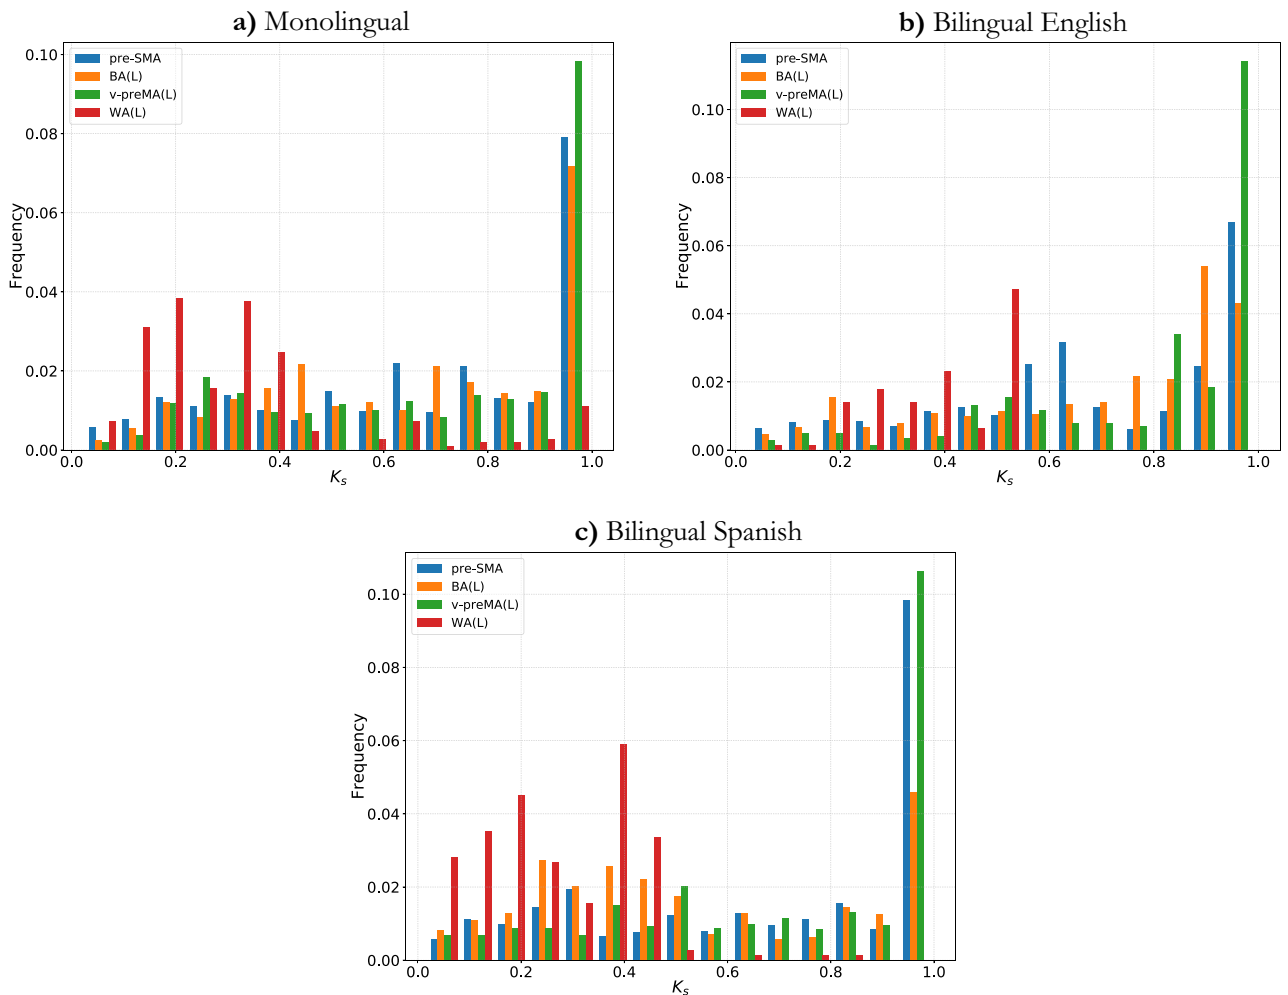 a) Monolingual
pre-SMA
BA(L)
v-preMA(L)
WA(L)
0.10
0.08
0.06
0.04
0.02
0.00
Frequency
0.0 0.2 0.4 0.6 0.8 1.0
Ks
b) Bilingual English
pre-SMA
BA(L)
v-preMA(L)
WA(L)
0.10
0.08
0.06
0.04
0.02
0.00
Frequency
0.0 0.2 0.4 0.6 0.8 1.0
Ks
c) Bilingual Spanish
pre-SMA
BA(L)
v-preMA(L)
WA(L)
0.10
0.08
0.06
0.04
0.02
0.00
Frequency
0.0 0.2 0.4 0.6 0.8 1.0
Ks